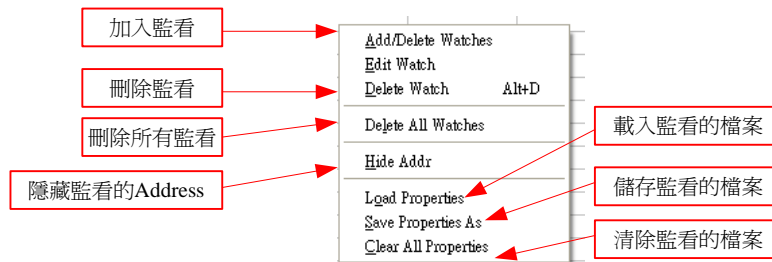 加入監看
刪除監看
刪除所有監看
隱藏監看的Address
Add/Delete Watches
Edit Watch
Delete Watch Alt+D
Delete All Watches
Hide Addr
Load Properties
Save Properties As
Clear All Properties
載入監看的檔案
儲存監看的檔案
清除監看的檔案